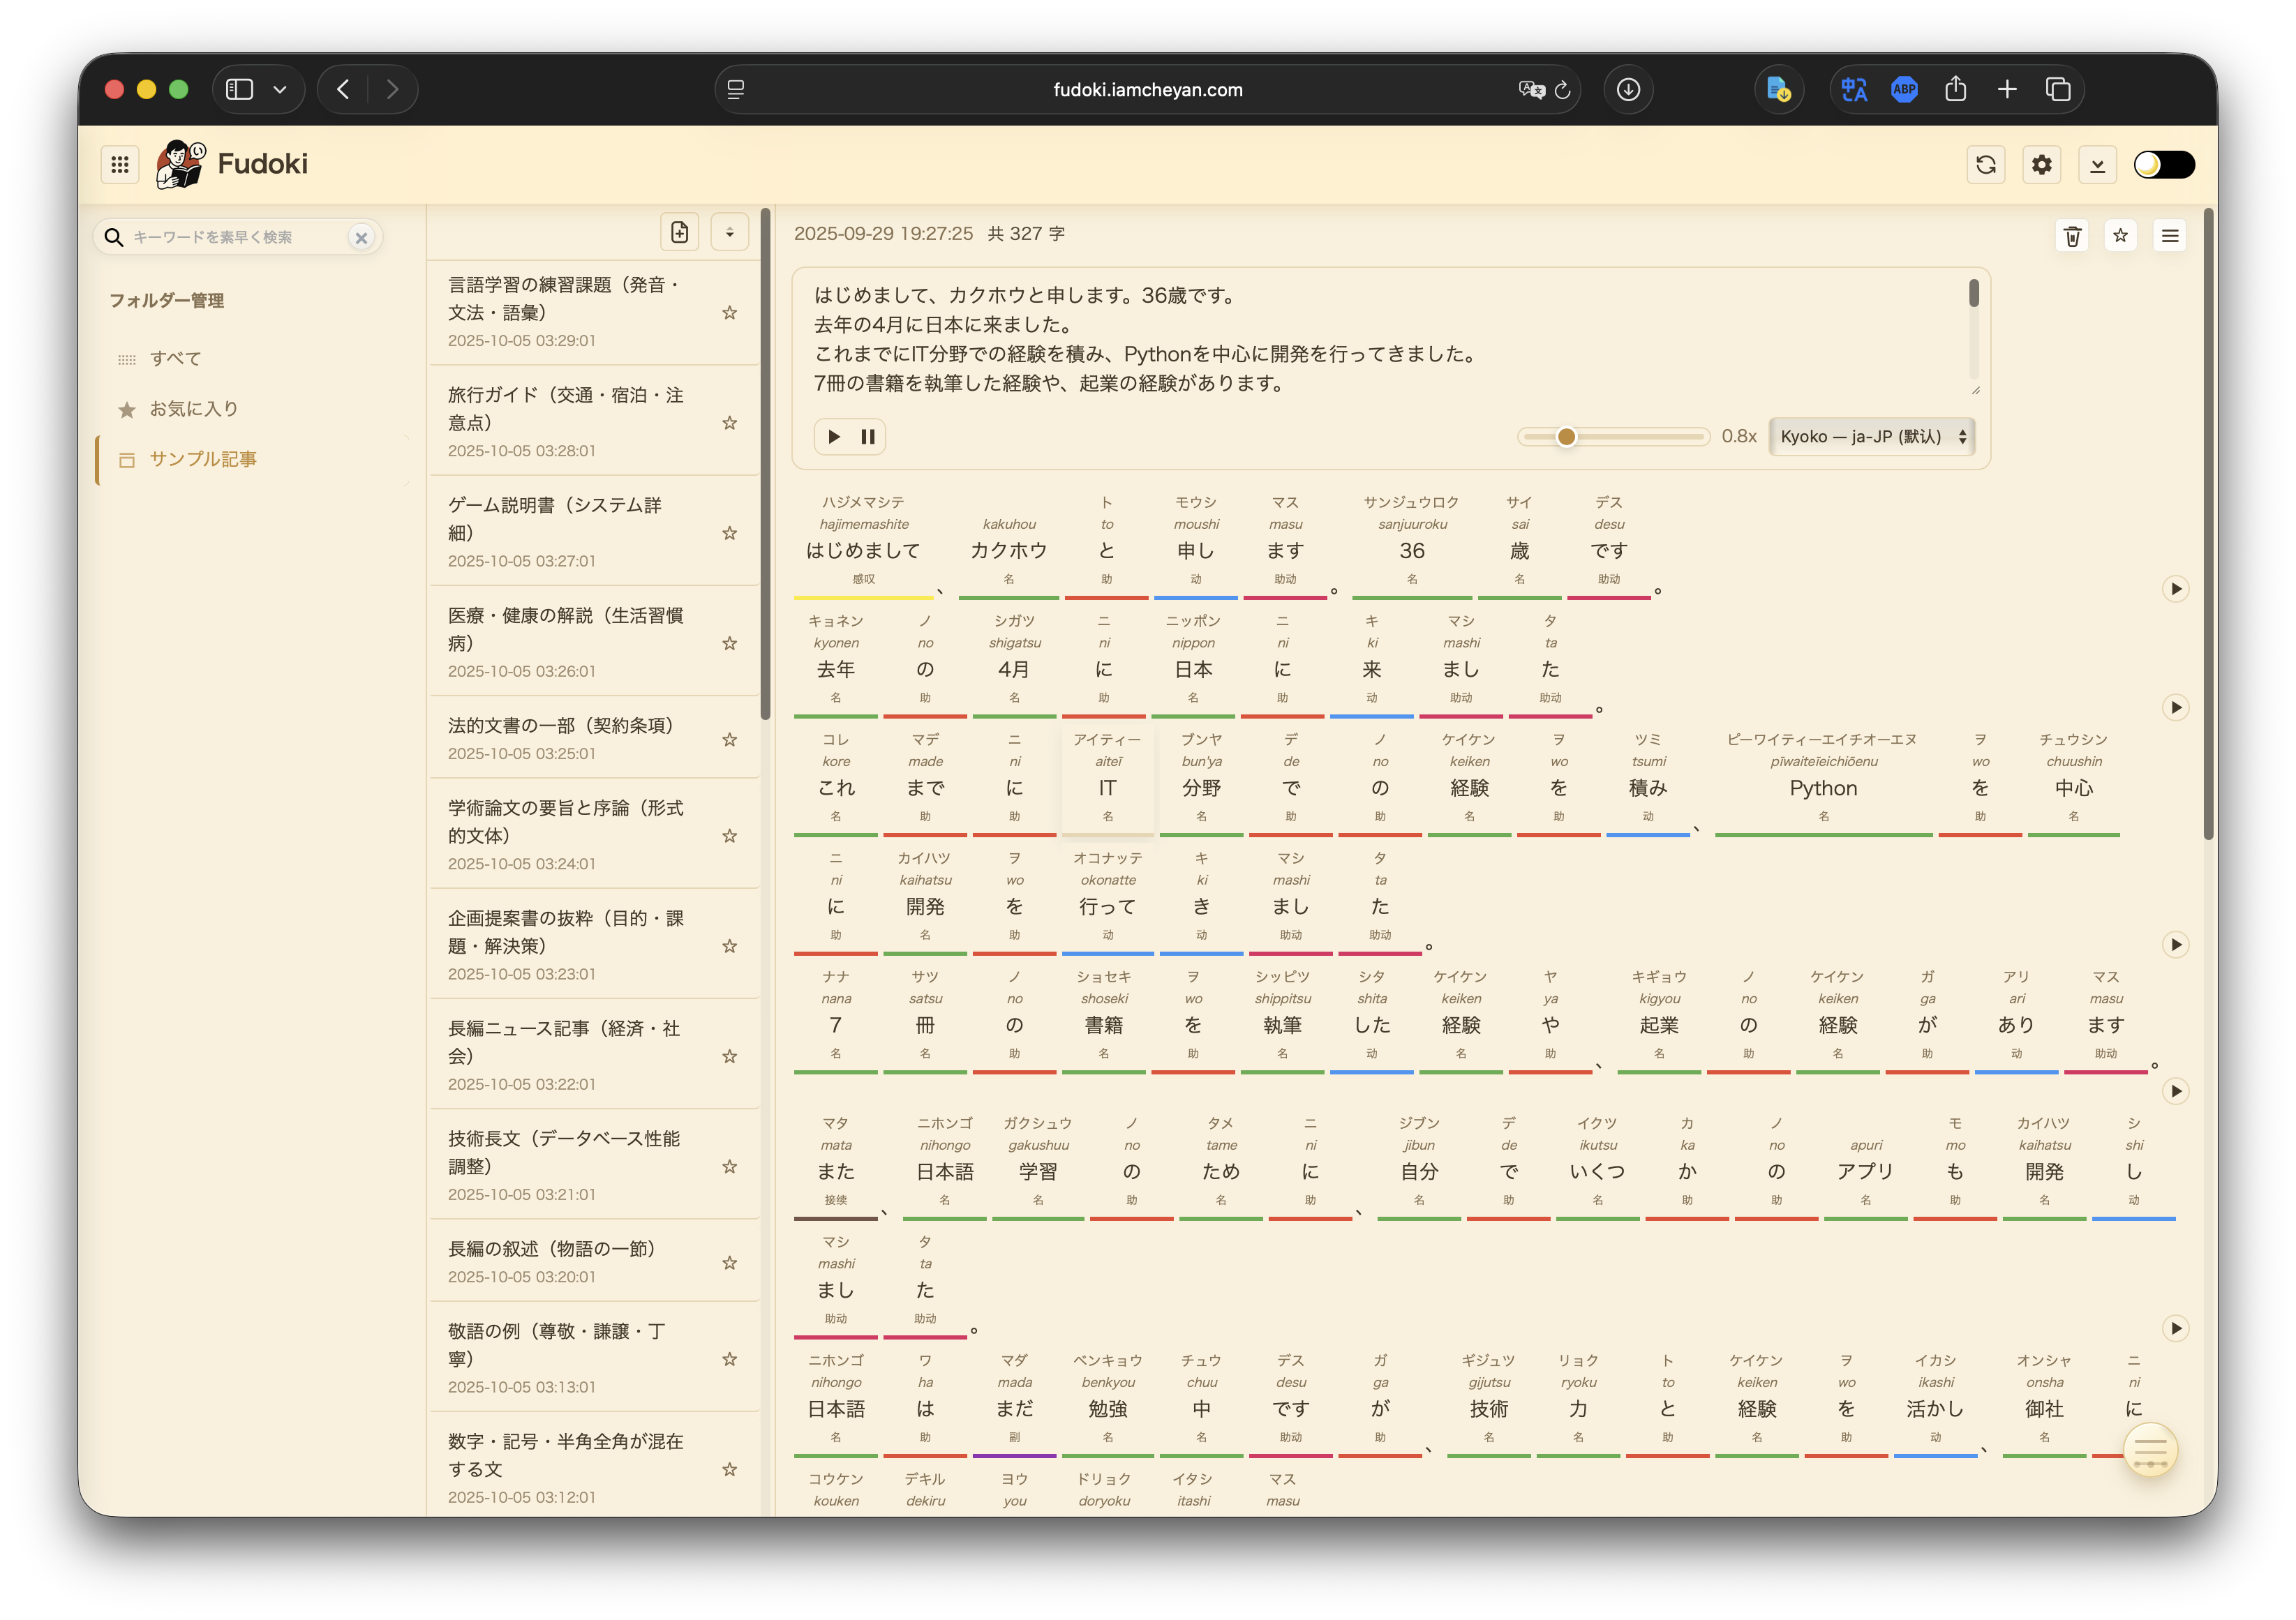 fudoki.iamcheyan.com
ABP
Fudoki
キーワードを素早く検索
フォルダー管理
すべて
お気に入り
サンプル記事
言語学習の練習課題（発音・
文法・語彙）
2025-10-05 03:29:01
旅行ガイド（交通・宿泊・注
意点）
2025-10-05 03:28:01
ゲーム説明書（システム詳
細）
2025-10-05 03:27:01
医療・健康の解説（生活習慣
病）
2025-10-05 03:26:01
法的文書の一部（契約条項）
2025-10-05 03:25:01
学術論文の要旨と序論（形式
的文体）
2025-10-05 03:24:01
企画提案書の抜粋（目的・課
題・解決策）
2025-10-05 03:23:01
長編ニュース記事（経済・社
会）
2025-10-05 03:22:01
技術長文（データベース性能
調整）
2025-10-05 03:21:01
長編の叙述（物語の一節）
2025-10-05 03:20:01
敬語の例（尊敬・謙譲・丁
寧）
2025-10-05 03:13:01
数字・記号・半角全角が混在
する文
2025-10-05 03:12:01
2025-09-29 19:27:25 共 327 字
はじめまして、カクホウと申します。36歳です。
去年の4月に日本に来ました。
これまでにIT分野での経験を積み、Pythonを中心に開発を行ってきました。
7冊の書籍を執筆した経験や、起業の経験があります。
0.8x Kyoko — ja-JP (默认)
ハジメマシテ ト モウシ マス サンジュウロク サイ デス
hajimemashite kakuhou to moushi masu sanjuuroku sai desu
はじめまして 、 カクホウ と 申し ます 。 36 歳 です 。
感叹 名 助 动 助动 名 名 助动
キョネン ノ シガツ ニ ニッポン ニ キ マシ タ
kyonen no shigatsu ni nippon ni ki mashi ta
去年 の 4月 に 日本 に 来 まし た 。
名 助 名 助 名 助 动 助动 助动
コレ マデ ニ アイティー ブンヤ デ ノ ケイケン ヲ ツミ ピーワイティーエイチオーエヌ ヲ チュウシン
kore made ni aiteī bun'ya de no keiken wo tsumi pīwaiteīeichiōenu wo chuushin
これ まで に IT 分野 で の 経験 を 積み 、 Python を 中心
名 助 助 名 名 助 助 名 助 动 名 助 名
ニ カイハツ ヲ オコナッテ キ マシ タ
ni kaihatsu wo okonatte ki mashi ta
に 開発 を 行って き まし た 。
助 名 助 动 动 助动 助动
ナナ サツ ノ ショセキ ヲ シッピツ シタ ケイケン ヤ キギョウ ノ ケイケン ガ アリ マス
nana satsu no shoseki wo shippitsu shita keiken ya kigyou no keiken ga ari masu
7 冊 の 書籍 を 執筆 した 経験 や 、 起業 の 経験 が あり ます 。
名 名 助 名 助 名 动 名 助 名 助 名 助 动 助动
マタ ニホンゴ ガクシュウ ノ タメ ニ ジブン デ イクツ カ ノ モ カイハツ シ
mata nihongo gakushuu no tame ni jibun de ikutsu ka no apuri mo kaihatsu shi
また 、 日本語 学習 の ため に 、 自分 で いくつ か の アプリ も 開発 し
接续 名 名 助 名 助 名 助 名 助 助 名 助 名 动
マシ タ
mashi ta
まし た 。
助动 助动
ニホンゴ ワ マダ ベンキョウ チュウ デス ガ ギジュツ リョク ト ケイケン ヲ イカシ オンシャ ニ
nihongo ha mada benkyou chuu desu ga gijutsu ryoku to keiken wo ikashi onsha ni
日本語 は まだ 勉強 中 です が 、 技術 力 と 経験 を 活かし 、 御社 に
名 助 副 名 名 助动 助 名 名 助 名 助 动 名
コウケン デキル ヨウ ドリョク イタシ マス
kouken dekiru you doryoku itashi masu